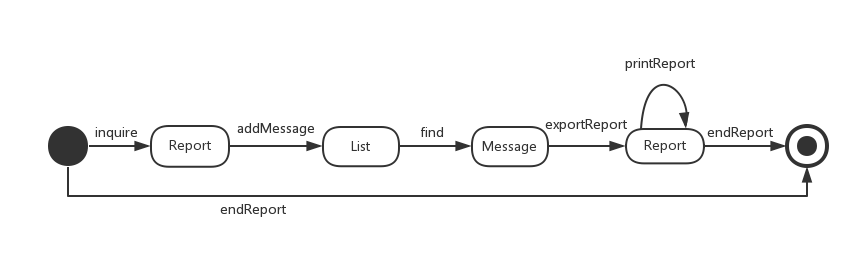 printReport
inquire
addMessage
find
exportReport
endReport
Report
List
Message
Report
endReport